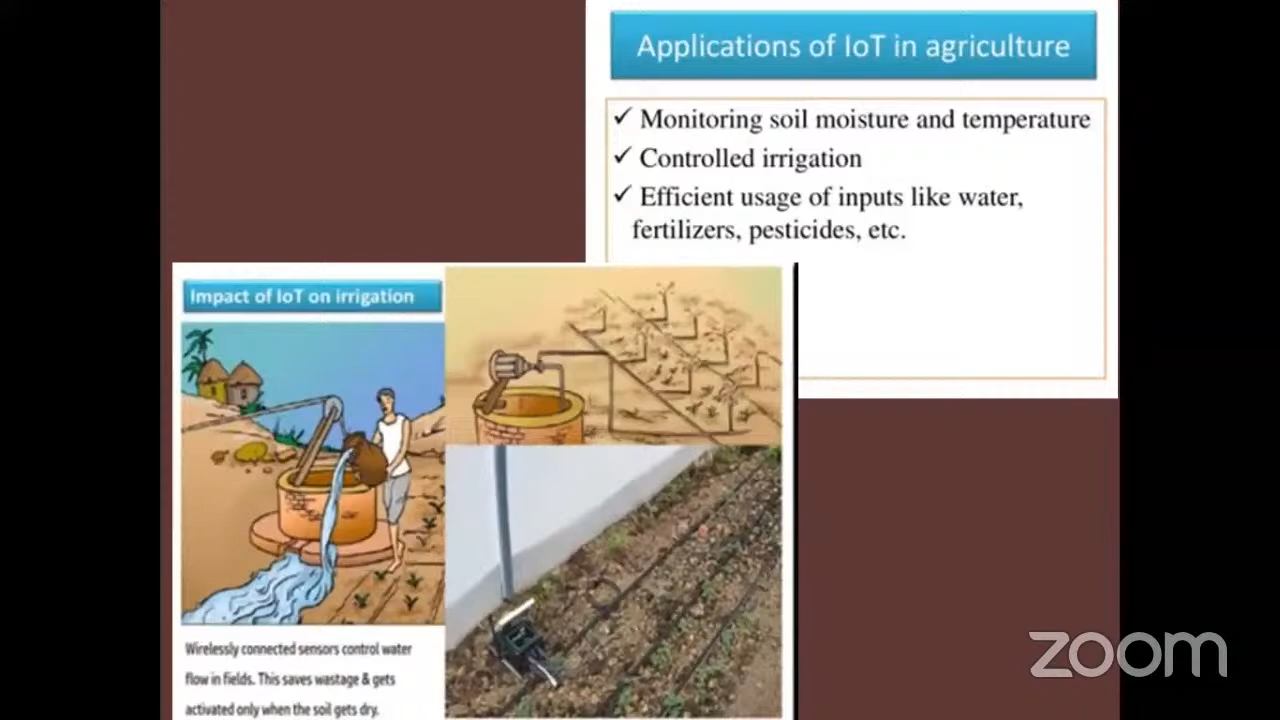 Applications of IoT in agriculture
✓ Monitoring soil moisture and temperature
✓ Controlled irrigation
✓ Efficient usage of inputs like water,
fertilizers, pesticides, etc.
Impact of IoT on irrigation
Wirelessly connected sensors control water
flow in fields. This saves wastage & gets
activated only when the soil gets dry.
zoom